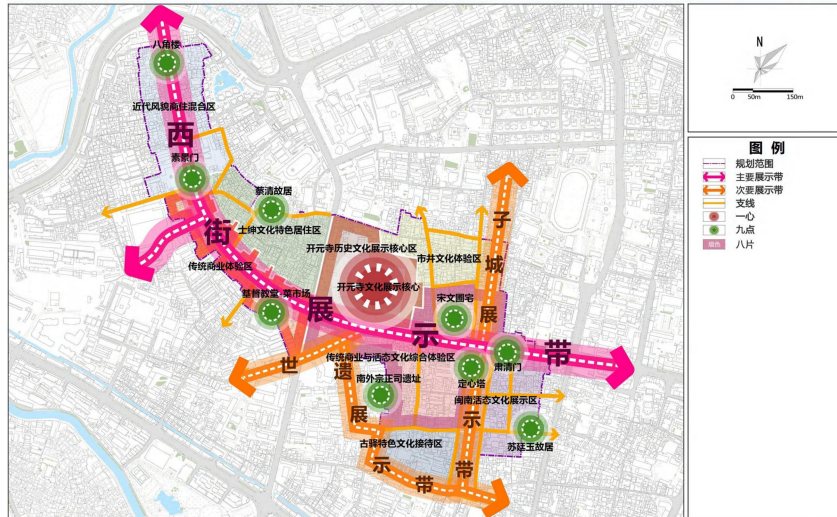 八角楼
近代风貌商住混合区
西
素景门
蔡清故居
街
士绅文化特色居住区
传统商业体验区
基督教堂·菜市场
开元寺历史文化展示核心区
开元寺文化展示核心
展
示
带
市井文化体验区
宋文圃宅
子
城
展
示
带
传统商业与活态文化综合体验区
肃清门
定心塔
闽南活态文化展示区
苏廷玉故居
南外宗正司遗址
古驿特色文化接待区
世
遗
展
示
带
N
0 50m 150m
图 例
规划范围
主要展示带
次要展示带
支线
一心
九点
八片